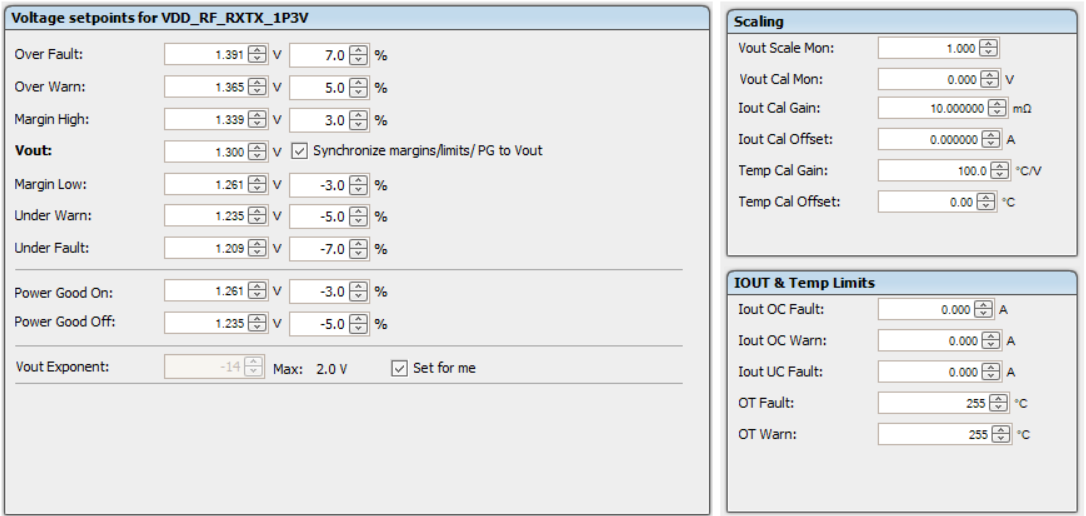 Voltage setpoints for VDD_RF_RXTX_1P3V
Over Fault: 1.391 V 7.0 %
Over Warn: 1.365 V 5.0 %
Margin High: 1.339 V 3.0 %
Vout: 1.300 V Synchronize margins/limits/ PG to Vout
Margin Low: 1.261 V -3.0 %
Under Warn: 1.235 V -5.0 %
Under Fault: 1.209 V -7.0 %
Power Good On: 1.261 V -3.0 %
Power Good Off: 1.235 V -5.0 %
Vout Exponent: -14 Max: 2.0 V Set for me
Scaling
Vout Scale Mon: 1.000
Vout Cal Mon: 0.000 V
Iout Cal Gain: 10.000000 mΩ
Iout Cal Offset: 0.000000 A
Temp Cal Gain: 100.0 °C/V
Temp Cal Offset: 0.00 °C
IOUT & Temp Limits
Iout OC Fault: 0.000 A
Iout OC Warn: 0.000 A
Iout UC Fault: 0.000 A
OT Fault: 255 °C
OT Warn: 255 °C